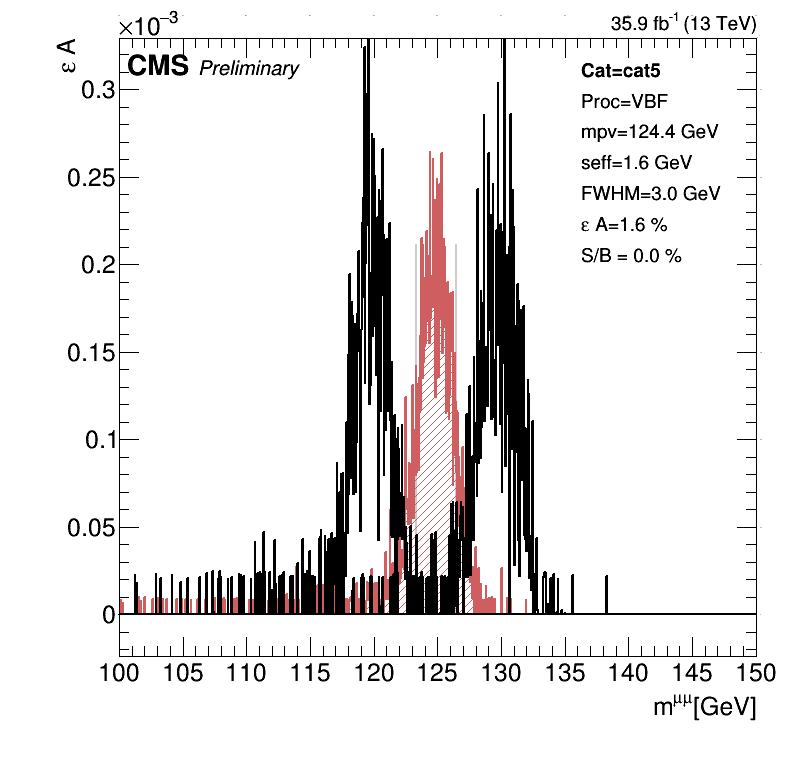 ×10⁻³
35.9 fb⁻¹ (13 TeV)
ε A
CMS Preliminary
Cat=cat5
Proc=VBF
mpv=124.4 GeV
seff=1.6 GeV
FWHM=3.0 GeV
ε A=1.6 %
S/B = 0.0 %
0.3
0.25
0.2
0.15
0.1
0.05
0
100 105 110 115 120 125 130 135 140 145 150
m^μμ[GeV]